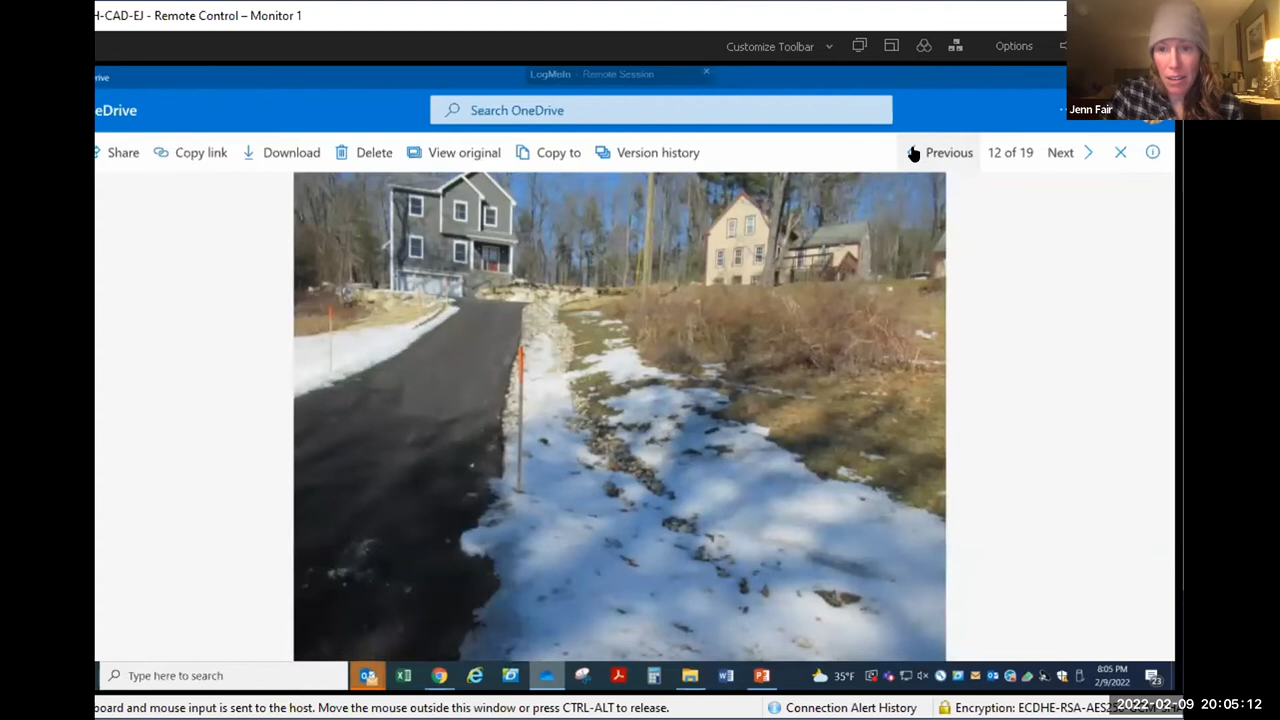 H-CAD-EJ - Remote Control – Monitor 1
Customize Toolbar
Options
LogMeIn - Remote Session
rive
eDrive
Search OneDrive
Jenn Fair
Share
Copy link
Download
Delete
View original
Copy to
Version history
Previous
12 of 19
Next
Type here to search
35°F
8:05 PM
2/9/2022
23
board and mouse input is sent to the host. Move the mouse outside this window or press CTRL-ALT to release.
Connection Alert History
Encryption: ECDHE-RSA-AES256
2022-02-09 20:05:12